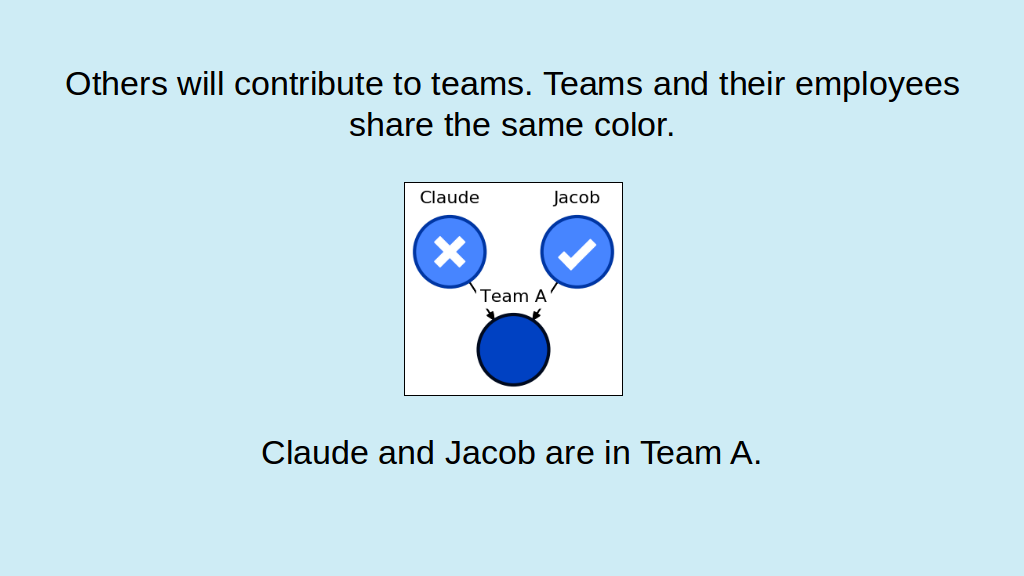 Others will contribute to teams. Teams and their employees
share the same color.
Claude Jacob
Team A
Claude and Jacob are in Team A.